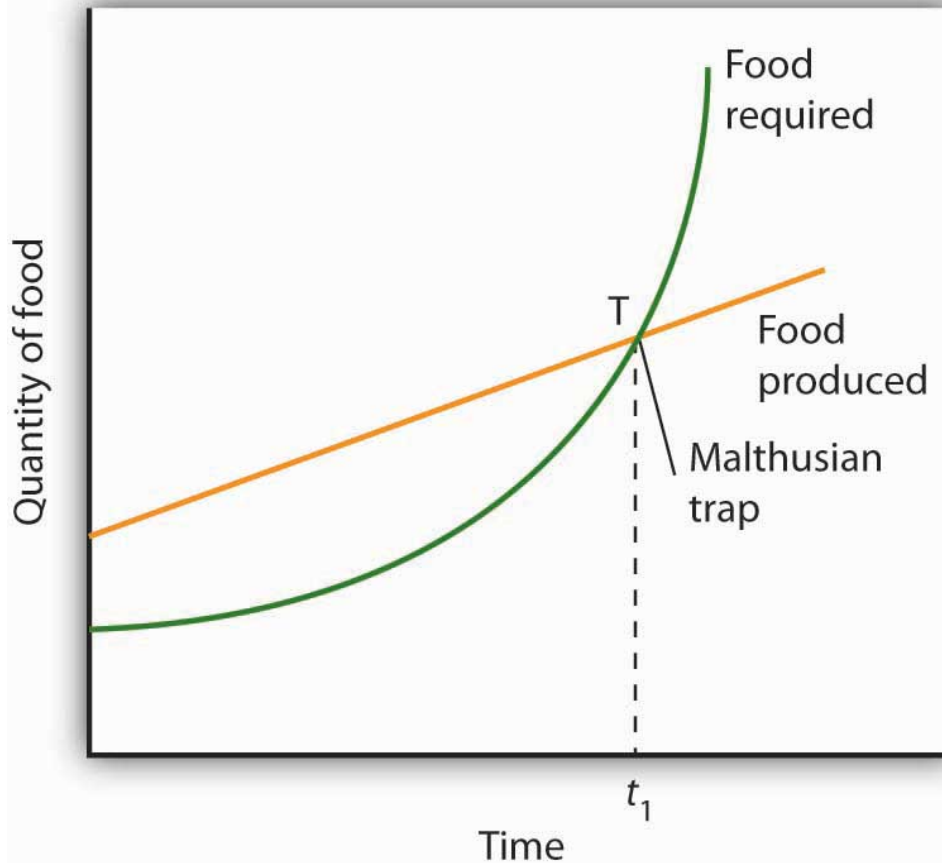 Food
required
T
Food
produced
Malthusian
trap
Quantity of food
t1
Time